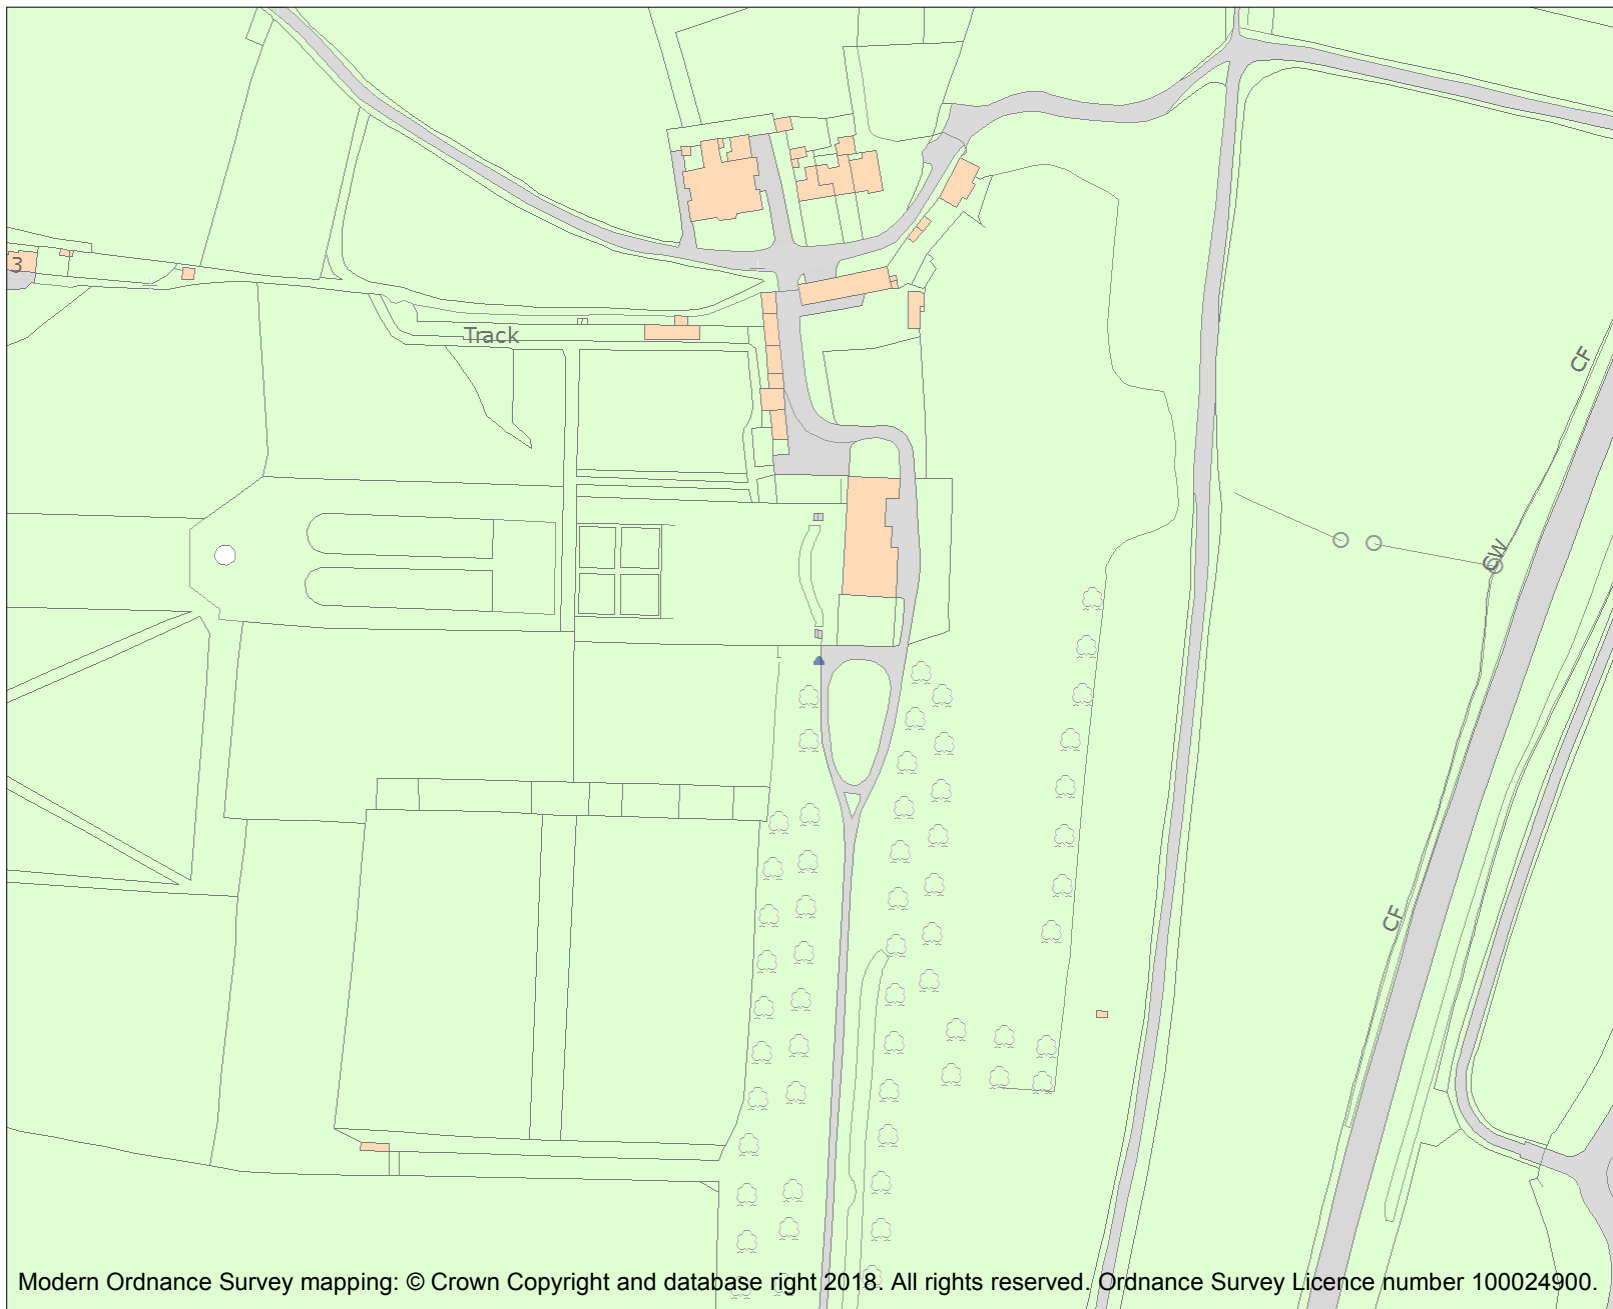 3
Track
CF
CW
CF
Modern Ordnance Survey mapping: © Crown Copyright and database right 2018. All rights reserved. Ordnance Survey Licence number 100024900.